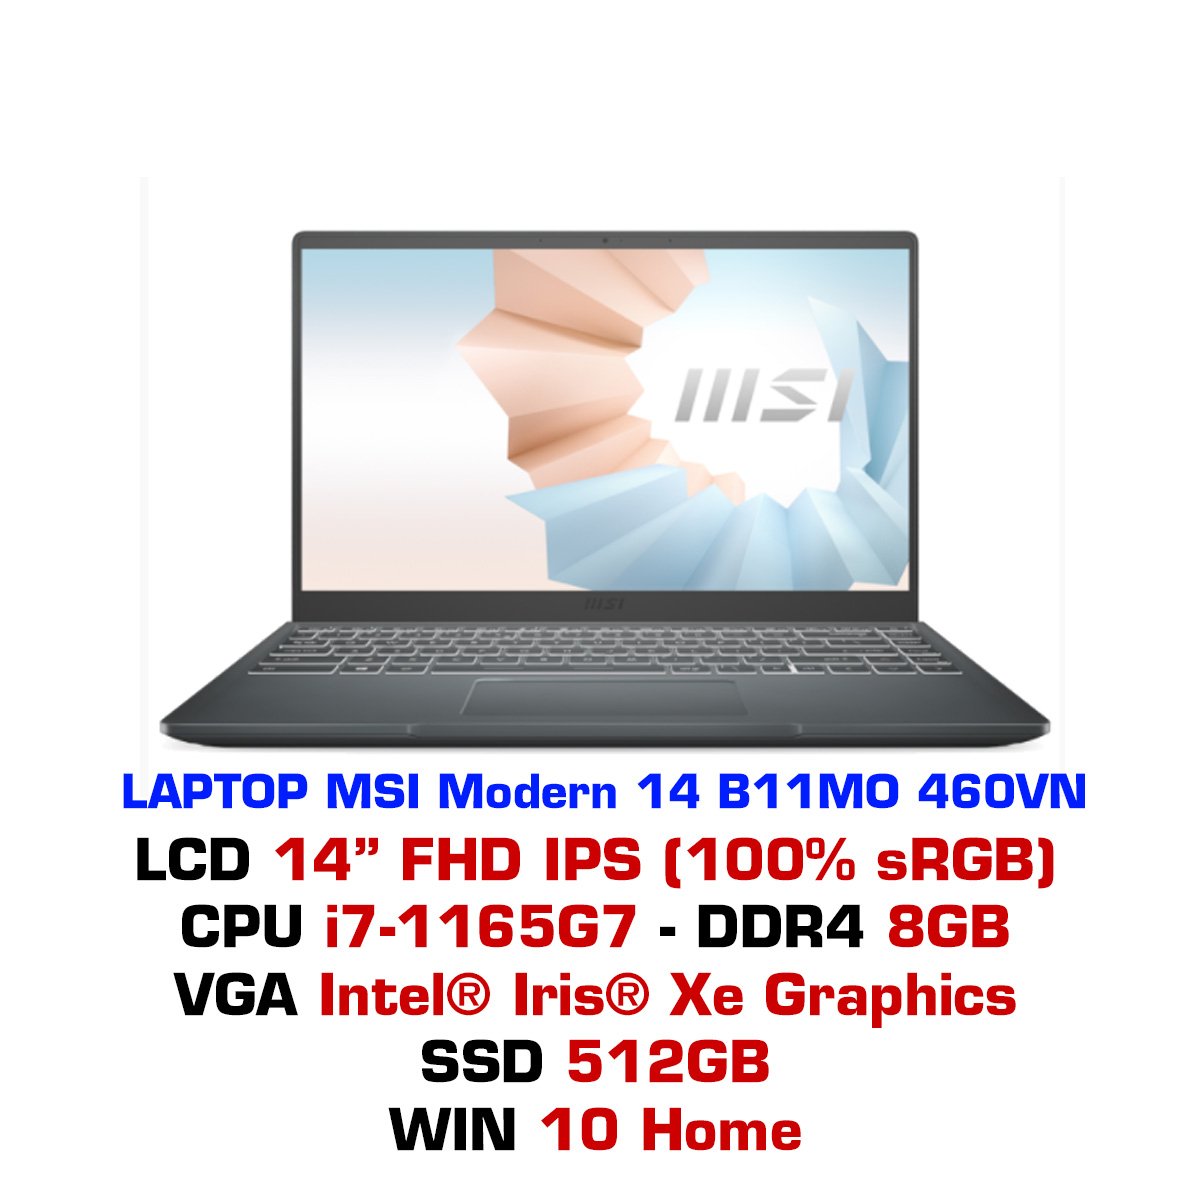 MSI
MSI
LAPTOP MSI Modern 14 B11MO 460VN
LCD 14” FHD IPS (100% sRGB)
CPU i7-1165G7 - DDR4 8GB
VGA Intel® Iris® Xe Graphics
SSD 512GB
WIN 10 Home